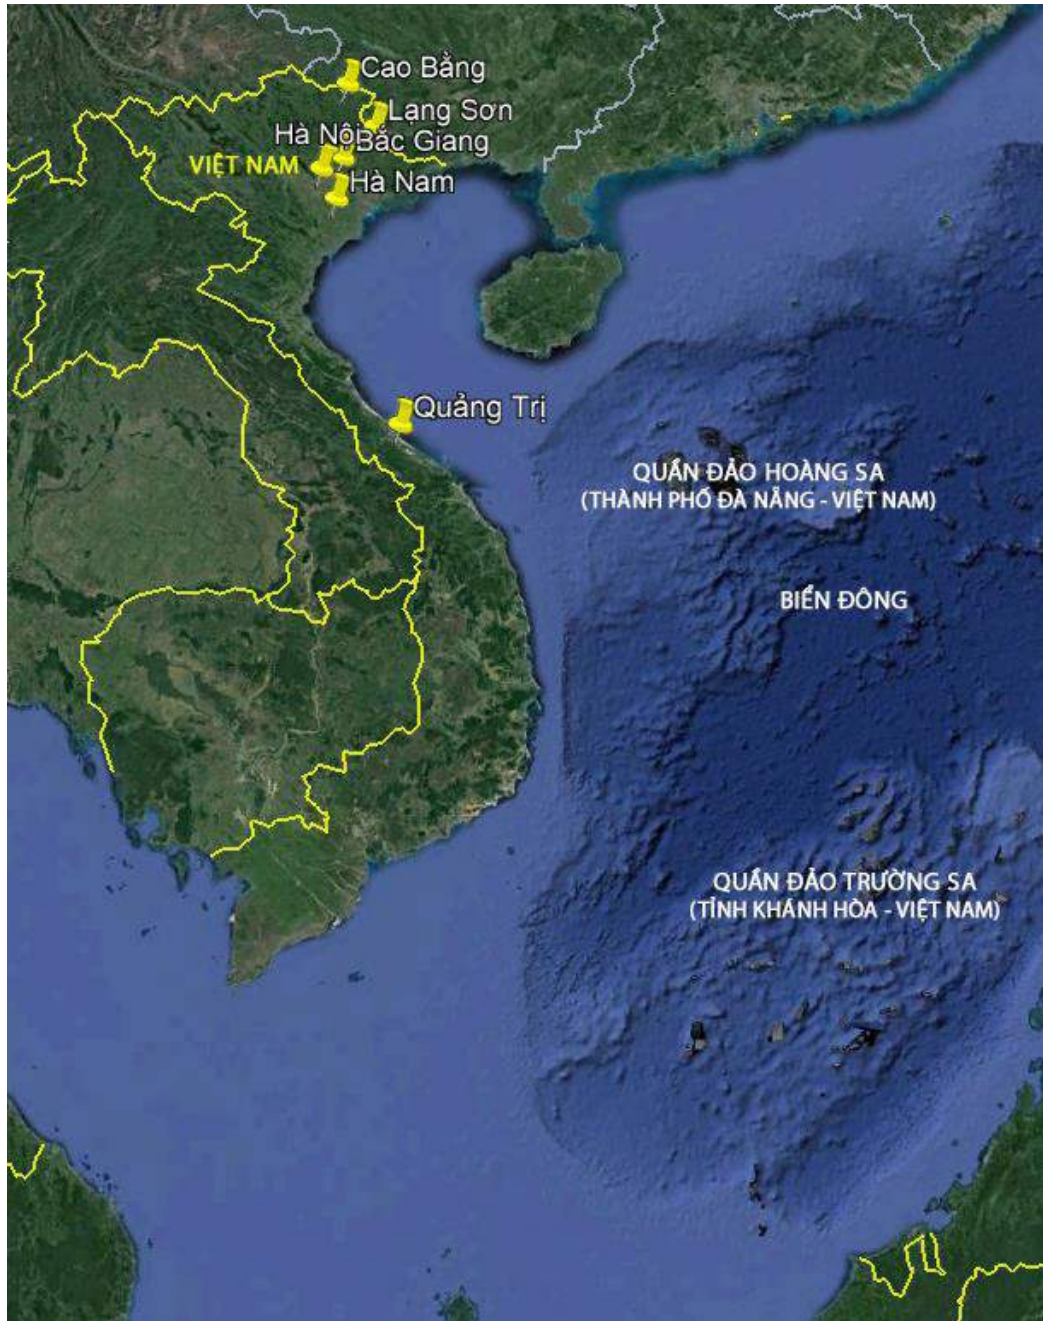 Cao Bằng
Lạng Sơn
Hà Nội
Bắc Giang
VIỆT NAM
Hà Nam
Quảng Trị
QUẦN ĐẢO HOÀNG SA
(THÀNH PHỐ ĐÀ NẴNG - VIỆT NAM)
BIỂN ĐÔNG
QUẦN ĐẢO TRƯỜNG SA
(TỈNH KHÁNH HÒA - VIỆT NAM)